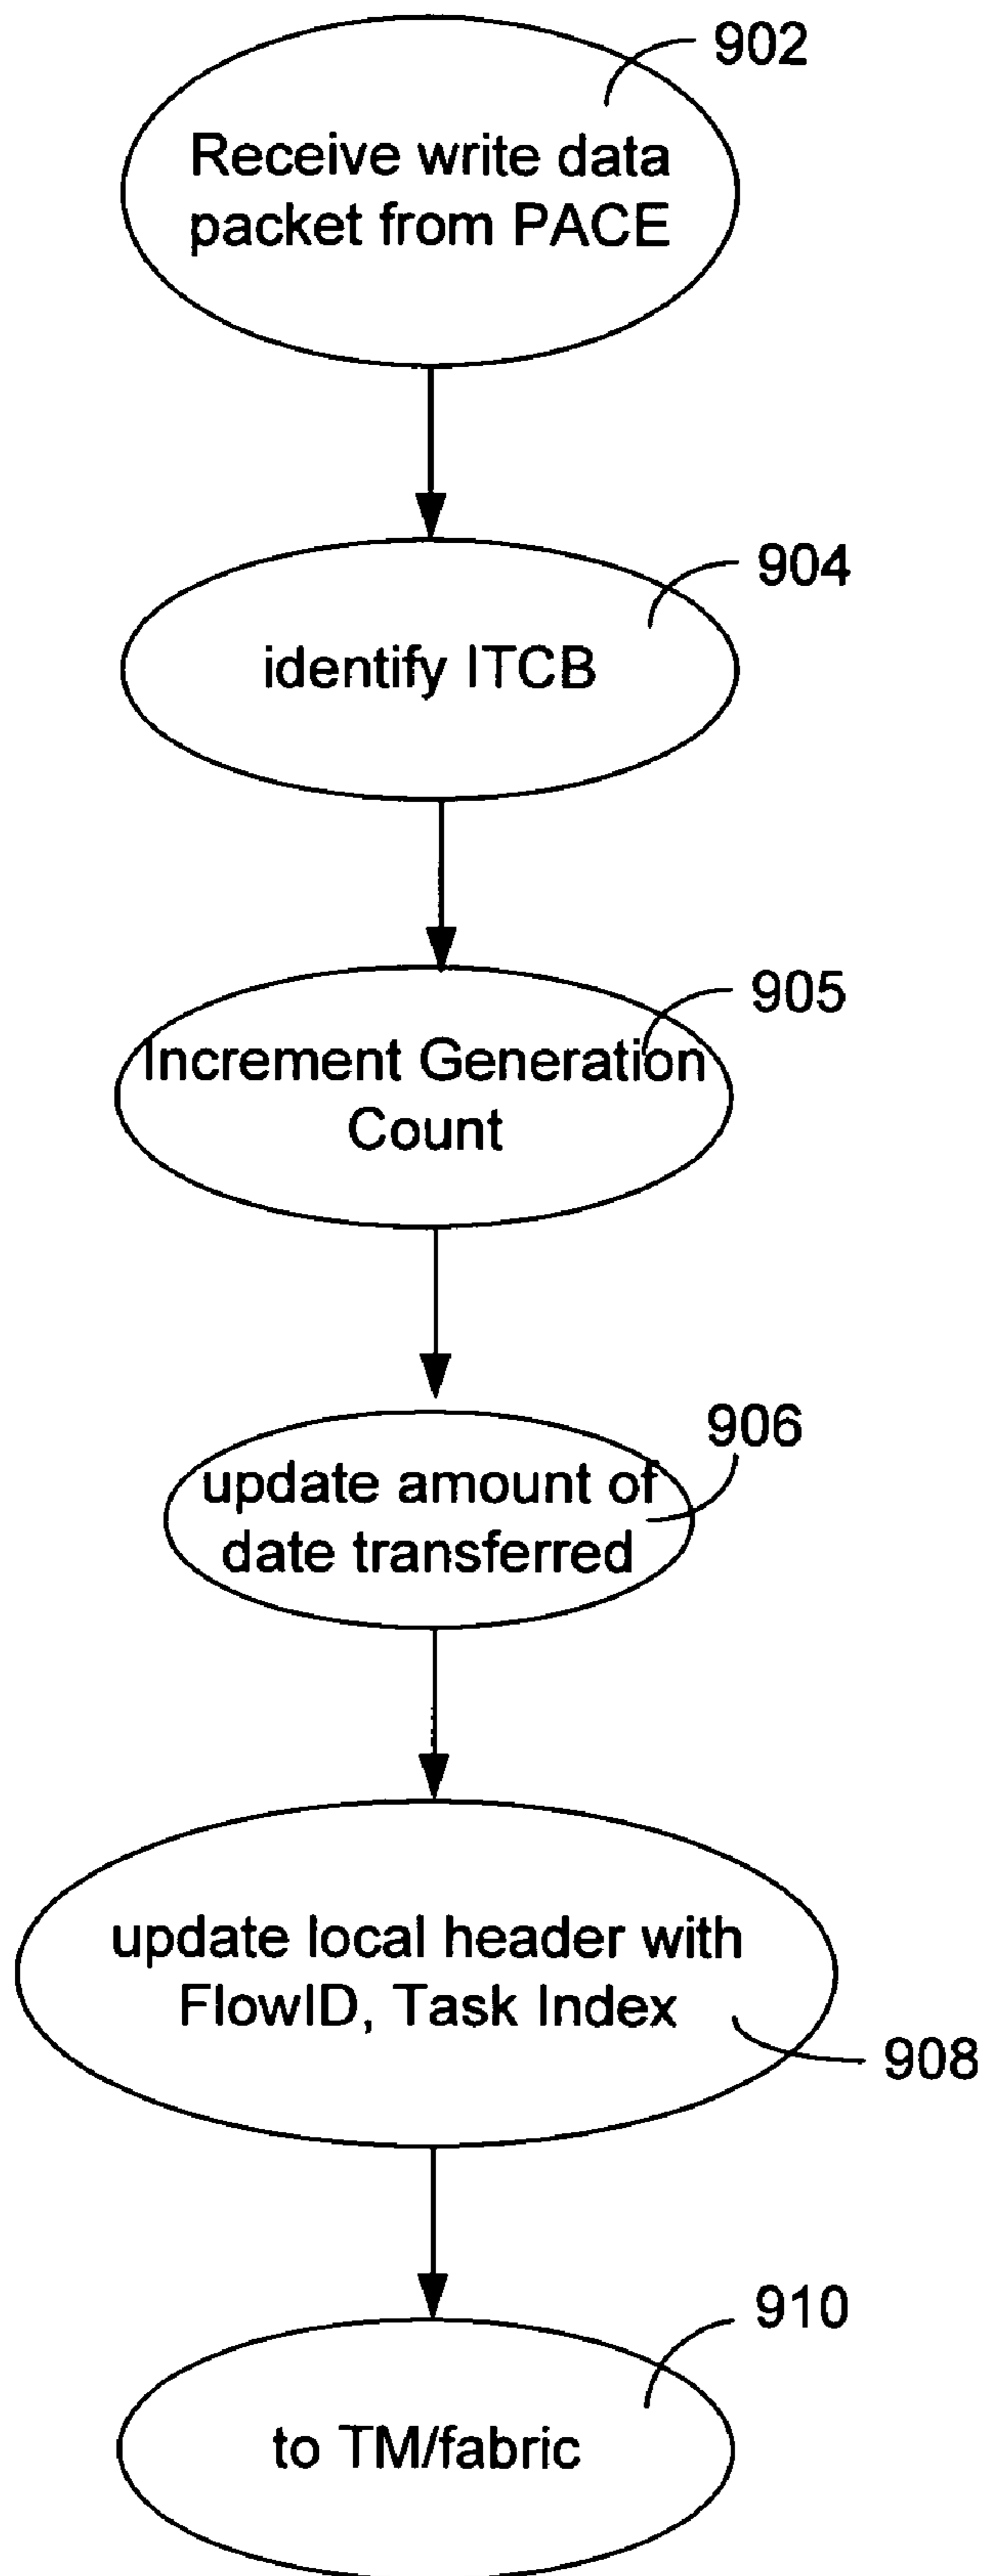 902
Receive write data
packet from PACE
904
identify ITCB
905
Increment Generation
Count
906
update amount of
date transferred
update local header with
FlowID, Task Index
908
910
to TM/fabric